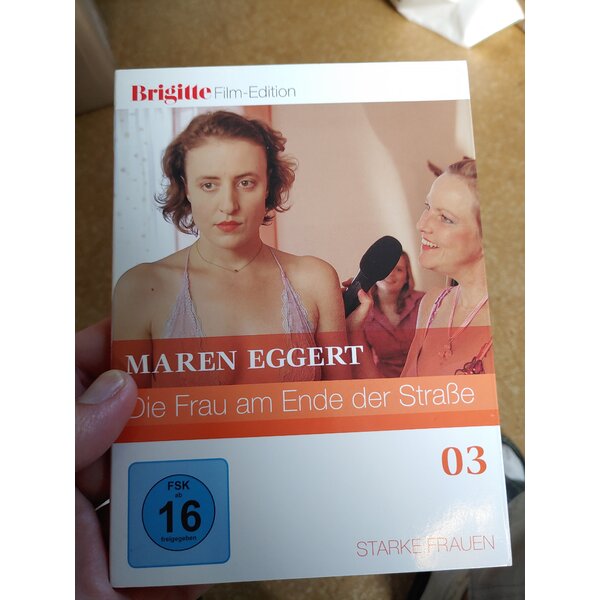 Brigitte Film-Edition
MAREN EGGERT
Die Frau am Ende der Straße
03
FSK
ab
16
freigegeben
STARKE FRAUEN